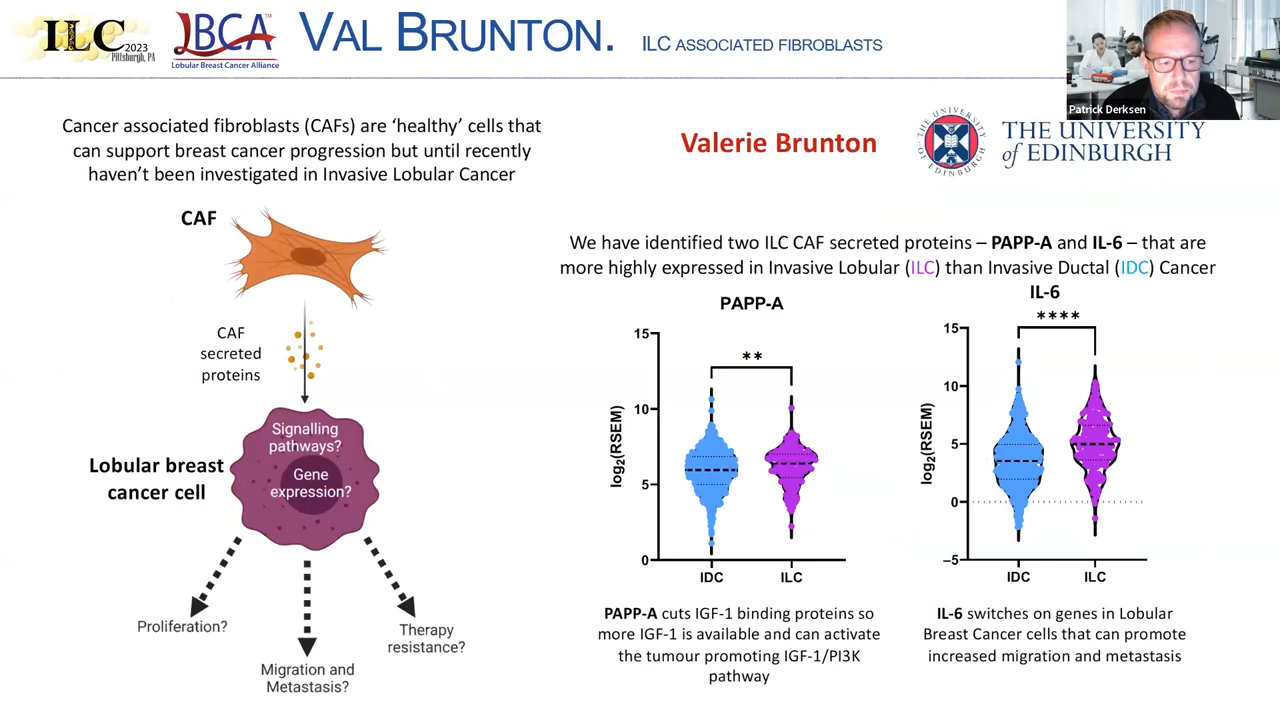 ILC 2023
Pittsburgh, PA
LBCA™
Lobular Breast Cancer Alliance
VAL BRUNTON. ILC ASSOCIATED FIBROBLASTS
Patrick Derksen
Cancer associated fibroblasts (CAFs) are ‘healthy’ cells that
can support breast cancer progression but until recently
haven’t been investigated in Invasive Lobular Cancer
CAF
CAF
secreted
proteins
Signalling
pathways?
Gene
expression?
Lobular breast
cancer cell
Proliferation?
Migration and
Metastasis?
Therapy
resistance?
Valerie Brunton
THE UNIVERSITY OF EDINBURGH
THE UNIVERSITY
of EDINBURGH
We have identified two ILC CAF secreted proteins – PAPP-A and IL-6 – that are
more highly expressed in Invasive Lobular (ILC) than Invasive Ductal (IDC) Cancer
PAPP-A
**
log2(RSEM)
15
10
5
0
IDC
ILC
IL-6
****
log2(RSEM)
15
10
5
0
–5
IDC
ILC
PAPP-A cuts IGF-1 binding proteins so
more IGF-1 is available and can activate
the tumour promoting IGF-1/PI3K
pathway
IL-6 switches on genes in Lobular
Breast Cancer cells that can promote
increased migration and metastasis